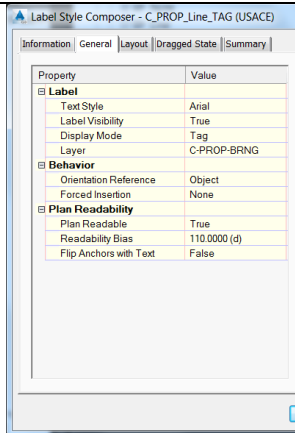 Label Style Composer - C_PROP_Line_TAG (USACE)
Information General Layout Dragged State Summary
Property Value
Label
Text Style Arial
Label Visibility True
Display Mode Tag
Layer C-PROP-BRNG
Behavior
Orientation Reference Object
Forced Insertion None
Plan Readability
Plan Readable True
Readability Bias 110.0000 (d)
Flip Anchors with Text False